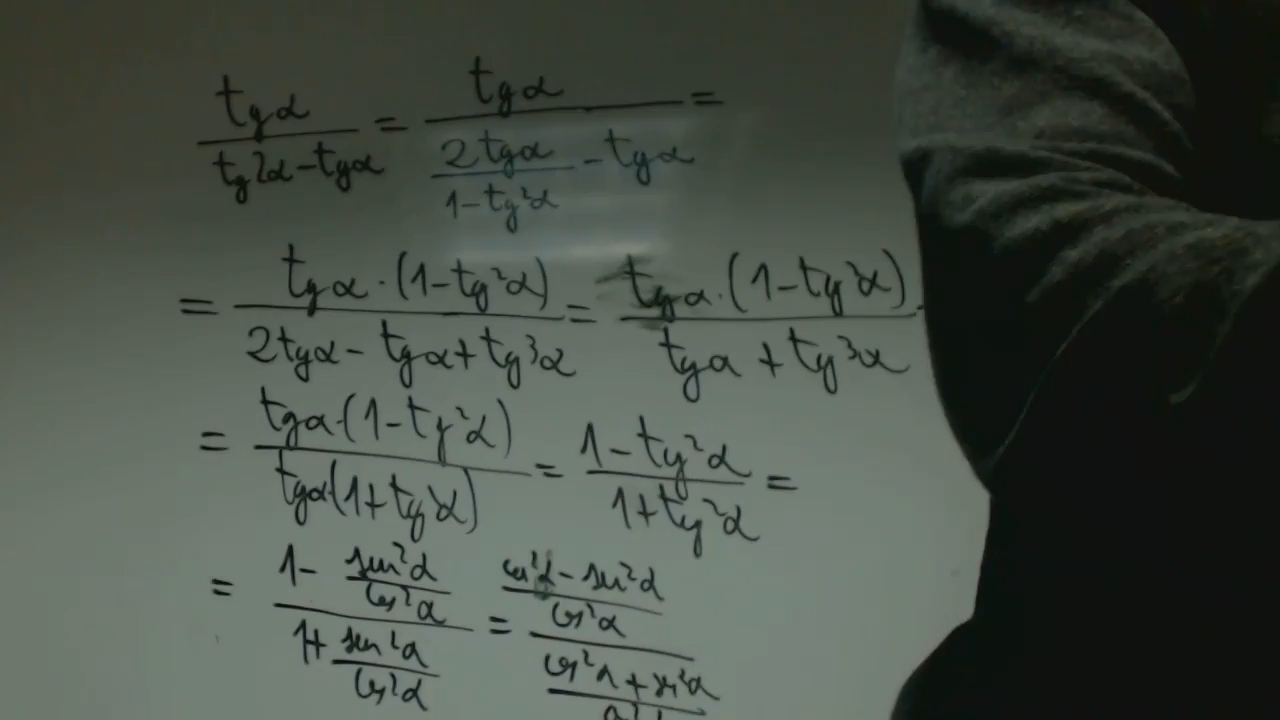 tgα / (tg2α - tgα) = tgα / (2tgα / (1 - tg²α) - tgα) =
= tgα · (1 - tg²α) / (2tgα - tgα + tg³α) = tgα · (1 - tg²α) / (tgα + tg³α)
= tgα · (1 - tg²α) / (tgα(1 + tg²α)) = (1 - tg²α) / (1 + tg²α) =
= (1 - sin²α / cos²α) / (1 + sin²α / cos²α) = ((cos²α - sin²α) / cos²α) / ((cos²α + sin²α) /